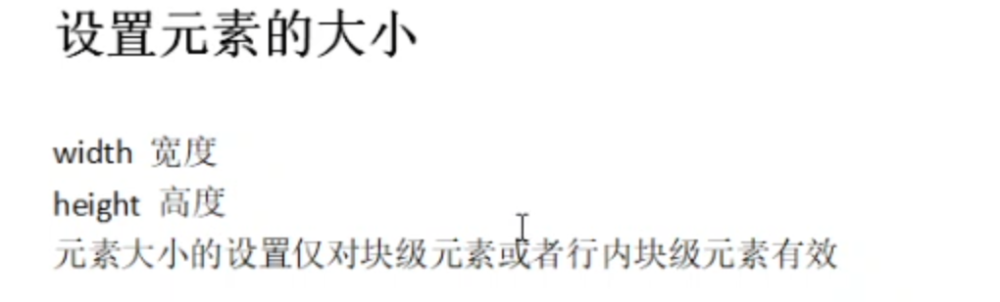 设置元素的大小
width 宽度
height 高度
元素大小的设置仅对块级元素或者行内块级元素有效